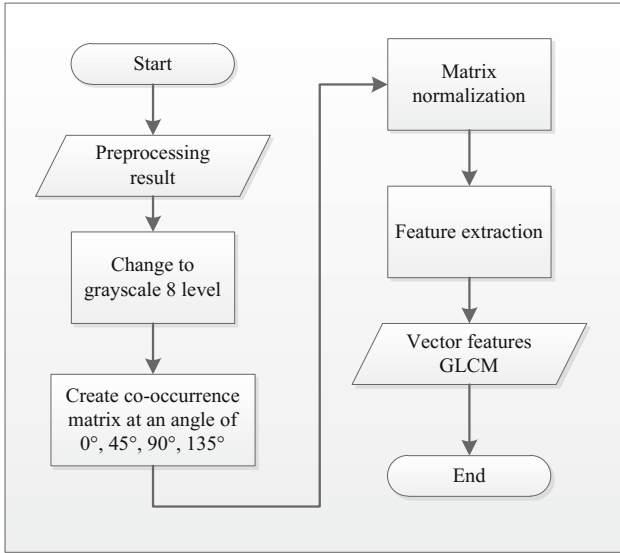 Start
Preprocessing
result
Change to
grayscale 8 level
Create co-occurrence
matrix at an angle of
0°, 45°, 90°, 135°
Matrix
normalization
Feature extraction
Vector features
GLCM
End